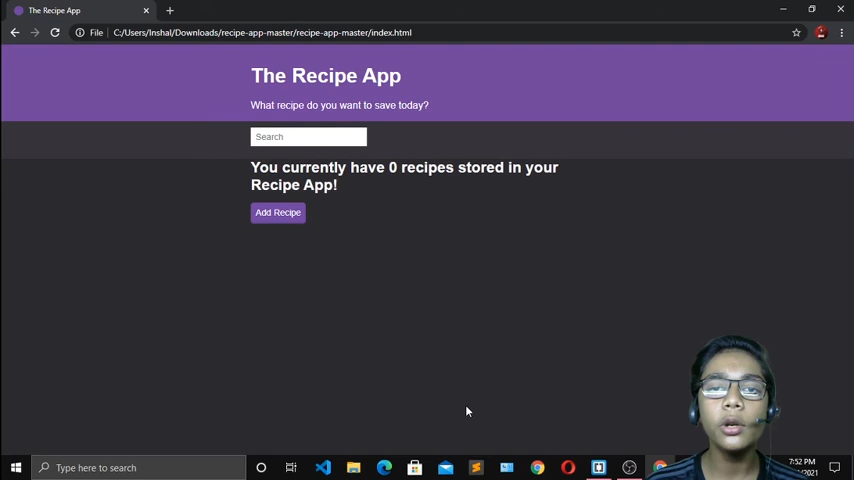 The Recipe App
File
C:/Users/Inshal/Downloads/recipe-app-master/recipe-app-master/index.html
The Recipe App
What recipe do you want to save today?
Search
You currently have 0 recipes stored in your
Recipe App!
Add Recipe
Type here to search
7:52 PM
/2021